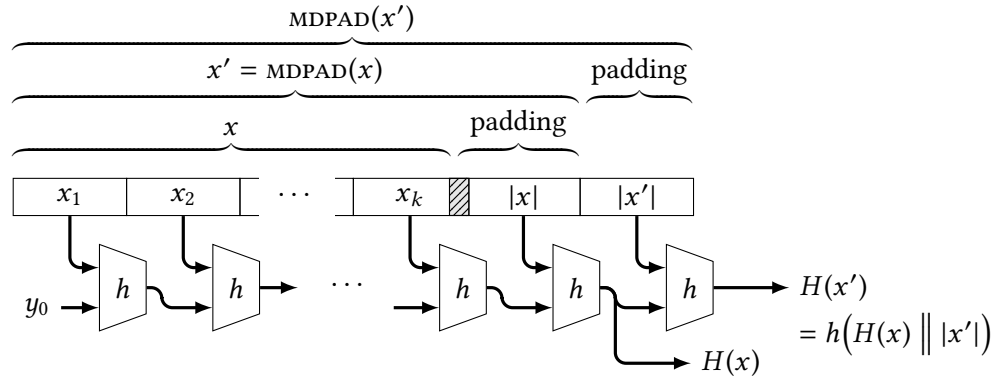 MDPAD(x′)
x′ = MDPAD(x) padding
x padding
x₁ x₂ ··· xₖ |x| |x′|
h h ··· h h h
y₀ H(x′)
= h(H(x) ‖ |x′|)
H(x)